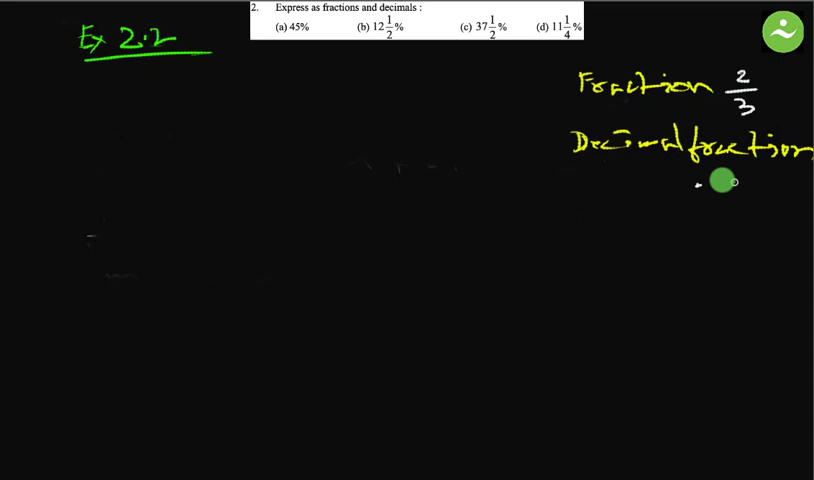 2. Express as fractions and decimals :
(a) 45% (b) 12 1/2 % (c) 37 1/2 % (d) 11 1/4 %
Ex 2.2
Fraction 2/3
Decimal fraction
.